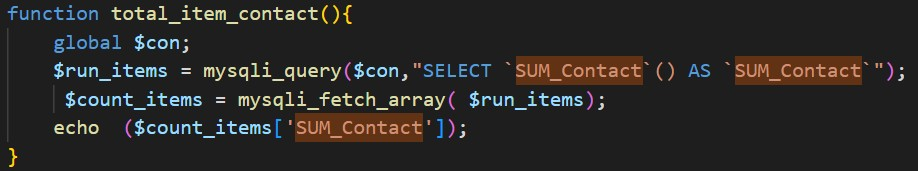 function total_item_contact(){
global $con;
$run_items = mysqli_query($con,"SELECT `SUM_Contact`() AS `SUM_Contact`");
$count_items = mysqli_fetch_array( $run_items);
echo  ($count_items['SUM_Contact']);
}